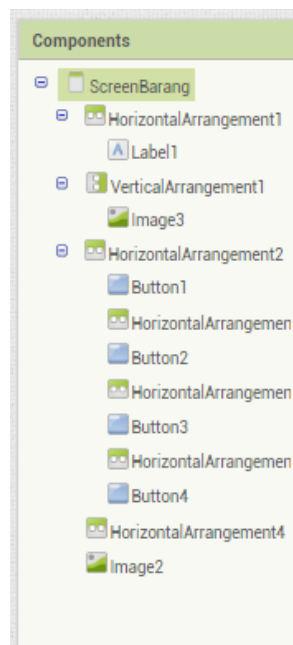 Components
ScreenBarang
HorizontalArrangement1
A Label1
VerticalArrangement1
Image3
HorizontalArrangement2
Button1
HorizontalArrangemen
Button2
HorizontalArrangemen
Button3
HorizontalArrangemen
Button4
HorizontalArrangement4
Image2